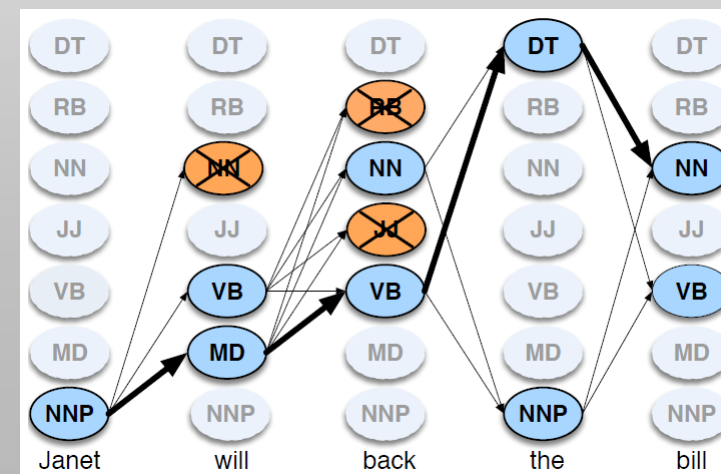 DT DT DT DT DT
RB RB RB RB RB
NN NN NN NN NN
JJ JJ JJ JJ JJ
VB VB VB VB VB
MD MD MD MD MD
NNP NNP NNP NNP NNP
Janet will back the bill